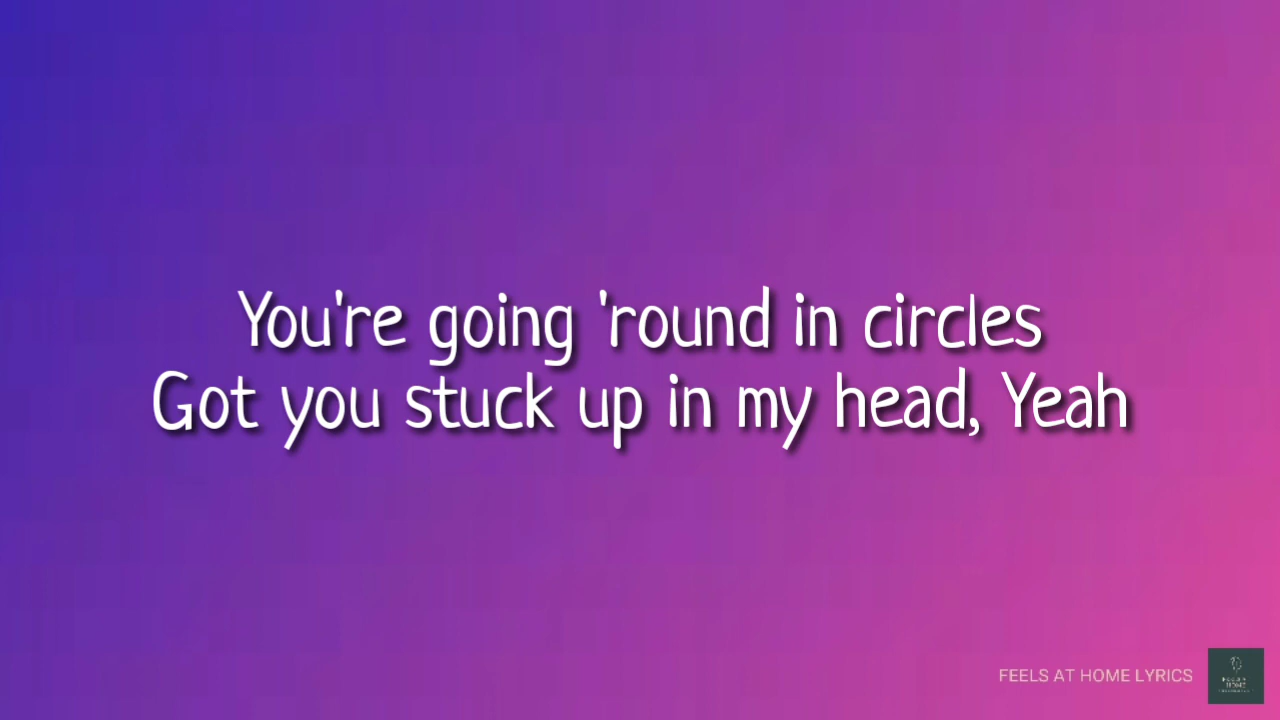 You're going 'round in circles
Got you stuck up in my head, Yeah
FEELS AT HOME LYRICS